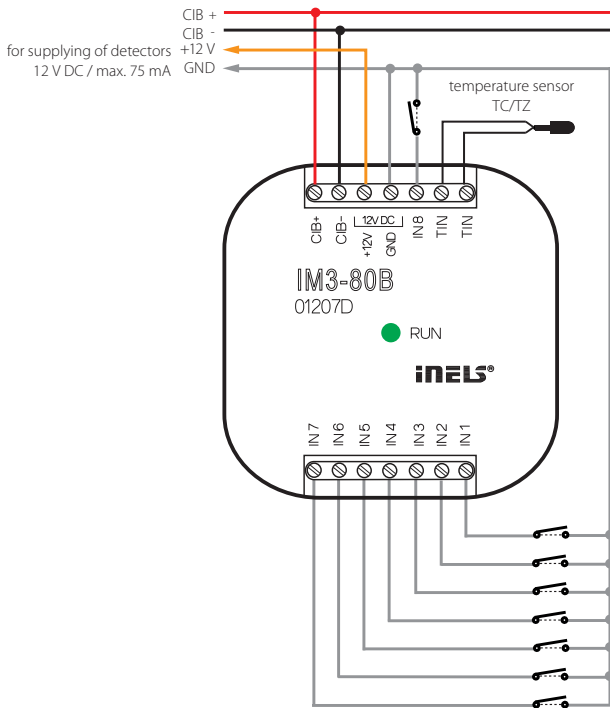 CIB +
CIB -
for supplying of detectors +12 V
12 V DC / max. 75 mA GND
temperature sensor
TC/TZ
CIB+
CIB-
12V DC
+12V
GND
IN8
TIN
TIN
IM3-80B
01207D
RUN
iNELS®
IN7
IN6
IN5
IN4
IN3
IN2
IN1